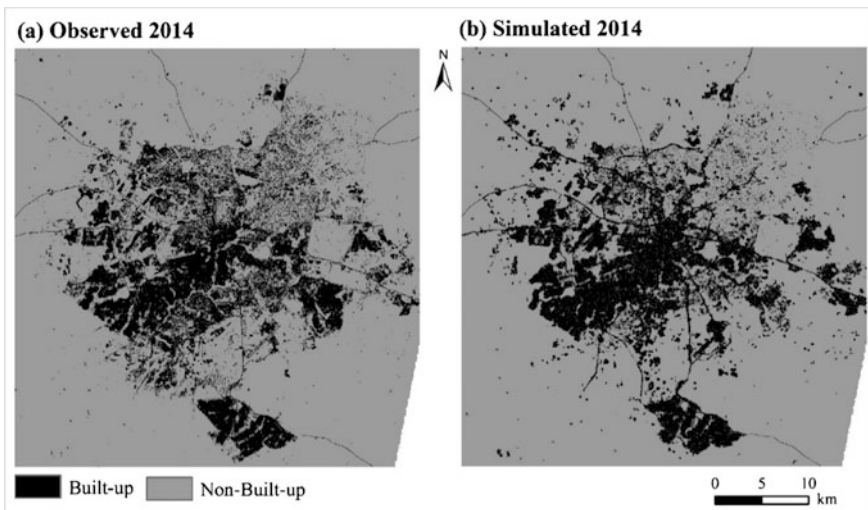 (a) Observed 2014
(b) Simulated 2014
N
Built-up
Non-Built-up
0 5 10
km